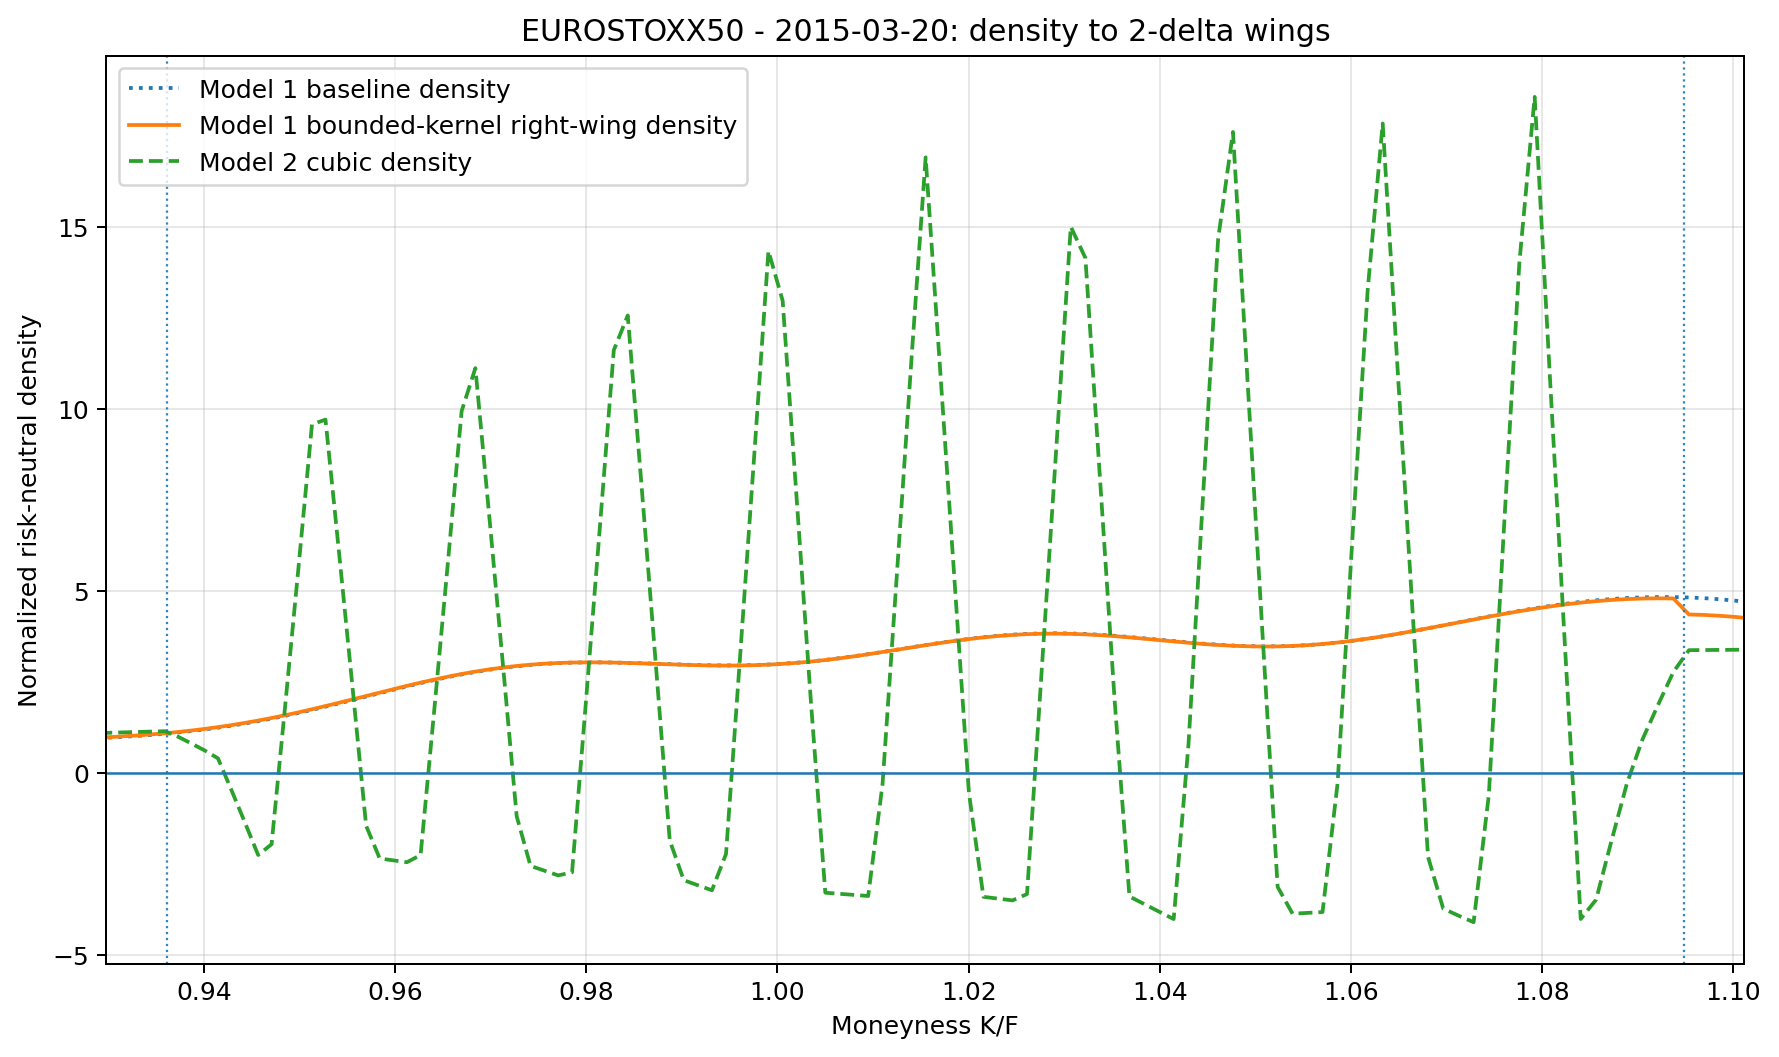 EUROSTOXX50 - 2015-03-20: density to 2-delta wings
Model 1 baseline density
Model 1 bounded-kernel right-wing density
Model 2 cubic density
Normalized risk-neutral density
15
10
5
0
−5
0.94 0.96 0.98 1.00 1.02 1.04 1.06 1.08 1.10
Moneyness K/F